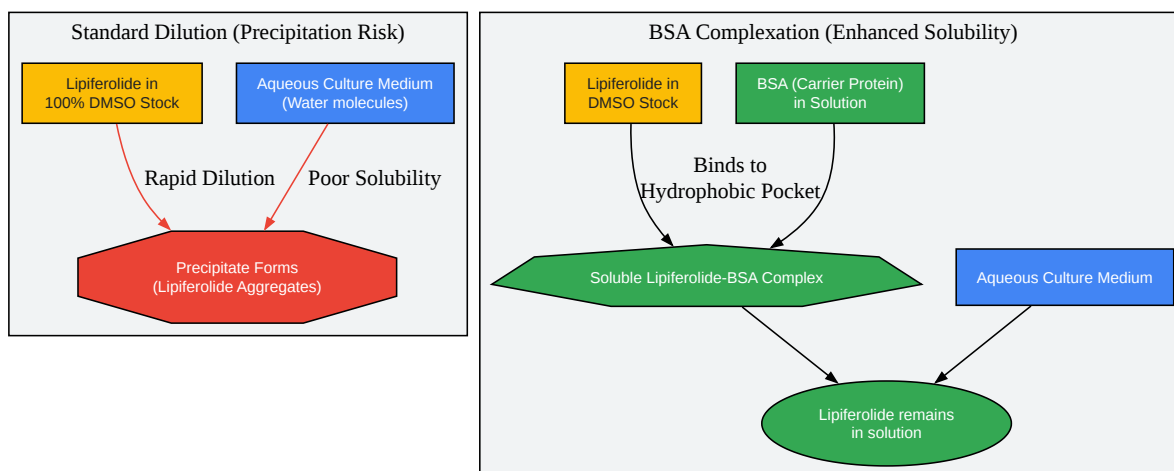 Standard Dilution (Precipitation Risk)
Lipiferolide in
100% DMSO Stock
Aqueous Culture Medium
(Water molecules)
Rapid Dilution
Poor Solubility
Precipitate Forms
(Lipiferolide Aggregates)
BSA Complexation (Enhanced Solubility)
Lipiferolide in
DMSO Stock
BSA (Carrier Protein)
in Solution
Binds to
Hydrophobic Pocket
Soluble Lipiferolide-BSA Complex
Aqueous Culture Medium
Lipiferolide remains
in solution